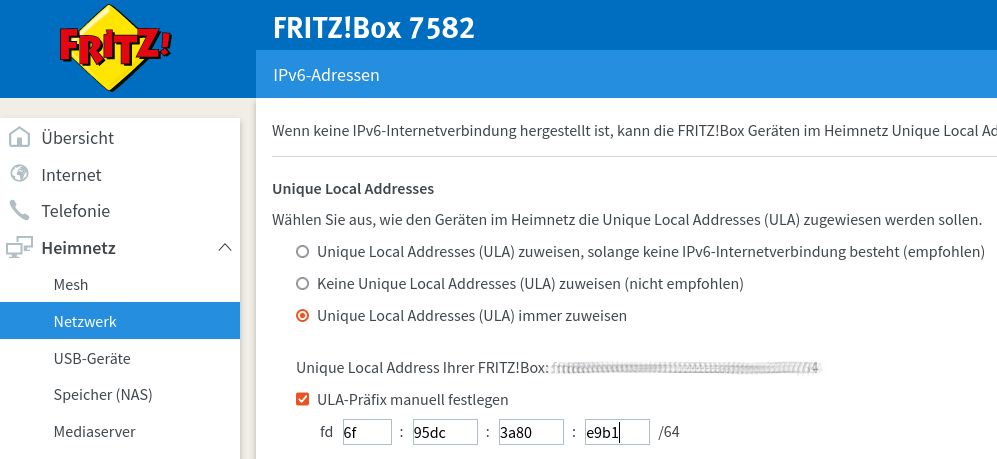 FRITZ!
FRITZ!Box 7582
IPv6-Adressen
Übersicht
Internet
Telefonie
Heimnetz
Mesh
Netzwerk
USB-Geräte
Speicher (NAS)
Mediaserver
Wenn keine IPv6-Internetverbindung hergestellt ist, kann die FRITZ!Box Geräten im Heimnetz Unique Local Ad
Unique Local Addresses
Wählen Sie aus, wie den Geräten im Heimnetz die Unique Local Addresses (ULA) zugewiesen werden sollen.
Unique Local Addresses (ULA) zuweisen, solange keine IPv6-Internetverbindung besteht (empfohlen)
Keine Unique Local Addresses (ULA) zuweisen (nicht empfohlen)
Unique Local Addresses (ULA) immer zuweisen
Unique Local Address Ihrer FRITZ!Box:
ULA-Präfix manuell festlegen
fd 6f : 95dc : 3a80 : e9b1 /64